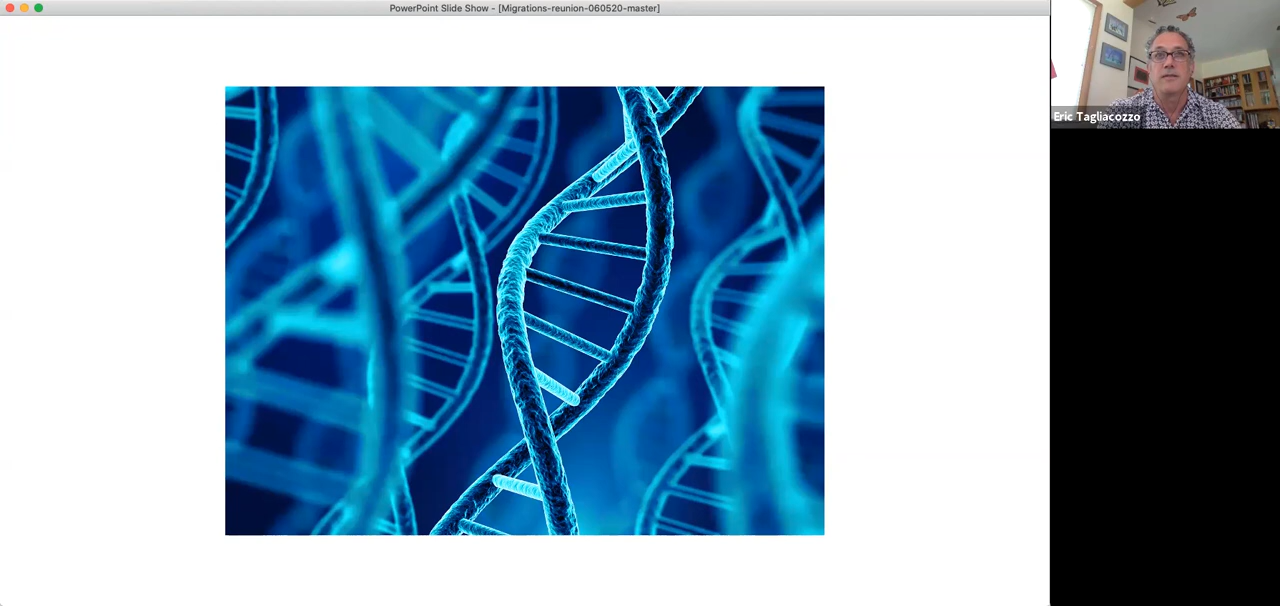 PowerPoint Slide Show - [Migrations-reunion-060520-master]
Eric Tagliacozzo